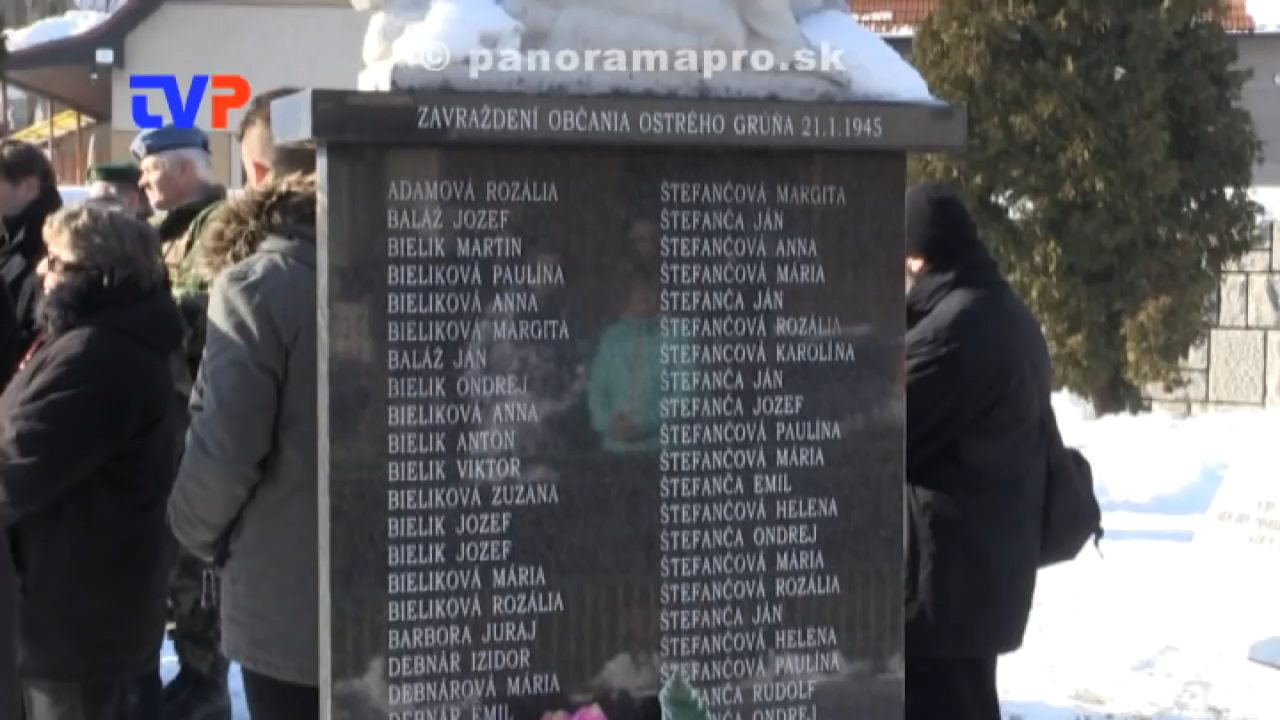 © panoramapro.sk
TVP
ZAVRAŽDENÍ OBČANIA OSTRÉHO GRÚŇA 21.1.1945
ADAMOVÁ ROZÁLIA
BALÁŽ JOZEF
BIELIK MARTIN
BIELIKOVÁ PAULÍNA
BIELIKOVÁ ANNA
BIELIKOVÁ MARGITA
BALÁŽ JÁN
BIELIK ONDREJ
BIELIKOVÁ ANNA
BIELIK ANTON
BIELIK VIKTOR
BIELIKOVÁ ZUZANA
BIELIK JOZEF
BIELIK JOZEF
BIELIKOVÁ MÁRIA
BIELIKOVÁ ROZÁLIA
BARBORA JURAJ
DEBNÁR IZIDOR
DEBNÁROVÁ MÁRIA
DEBNÁR EMIL
ŠTEFANČOVÁ MARGITA
ŠTEFANČA JÁN
ŠTEFANČOVÁ ANNA
ŠTEFANČOVÁ MÁRIA
ŠTEFANČA JÁN
ŠTEFANČOVÁ ROZÁLIA
ŠTEFANCOVÁ KAROLÍNA
ŠTEFANČA JÁN
ŠTEFANČA JOZEF
ŠTEFANČOVÁ PAULÍNA
ŠTEFANČOVÁ MÁRIA
ŠTEFANČA EMIL
ŠTEFANČOVÁ HELENA
ŠTEFANČA ONDREJ
ŠTEFANČOVÁ MÁRIA
ŠTEFANČOVÁ ROZÁLIA
ŠTEFANČA JÁN
ŠTEFANČOVÁ HELENA
ŠTEFANČOVÁ PAULÍNA
RUDOLF
ONDREJ